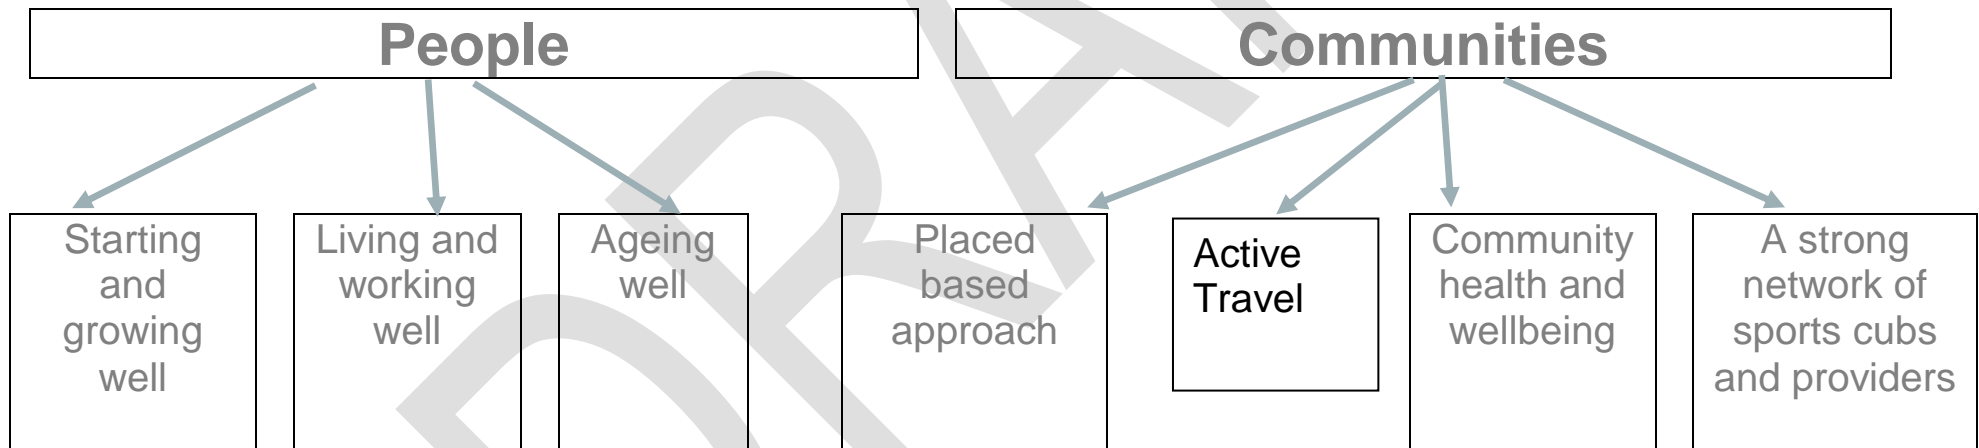 People
Communities
Starting
and
growing
well
Living and
working
well
Ageing
well
Placed
based
approach
Active
Travel
Community
health and
wellbeing
A strong
network of
sports cubs
and providers